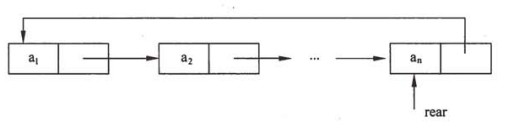 a₁ a₂ ... aₙ
rear